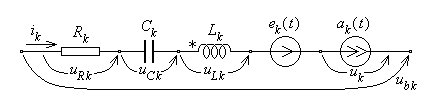 i_k R_k C_k * L_k e_k(t) a_k(t)
u_Rk u_Ck u_Lk u_k u_bk